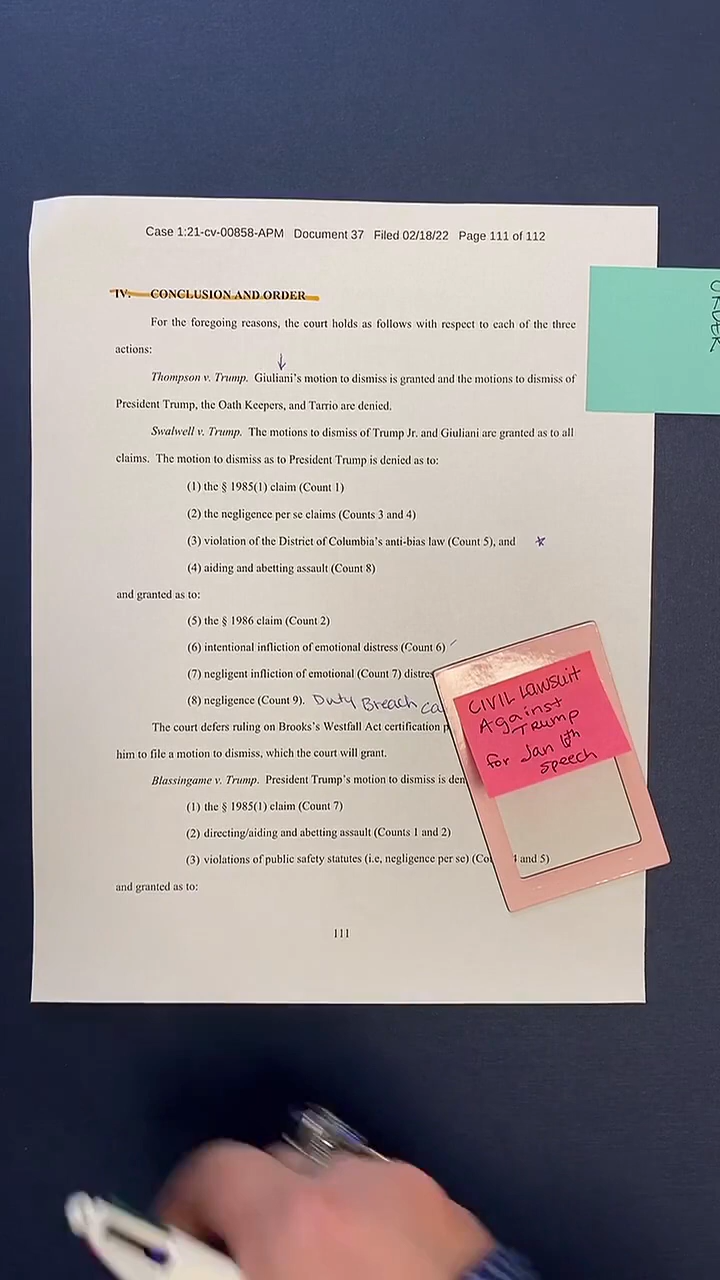 Case 1:21-cv-00858-APM Document 37 Filed 02/18/22 Page 111 of 112
ORDER
IV. CONCLUSION AND ORDER
For the foregoing reasons, the court holds as follows with respect to each of the three
actions:
Thompson v. Trump. Giuliani's motion to dismiss is granted and the motions to dismiss of
President Trump, the Oath Keepers, and Tarrio are denied.
Swalwell v. Trump. The motions to dismiss of Trump Jr. and Giuliani are granted as to all
claims. The motion to dismiss as to President Trump is denied as to:
(1) the § 1985(1) claim (Count 1)
(2) the negligence per se claims (Counts 3 and 4)
(3) violation of the District of Columbia's anti-bias law (Count 5), and
(4) aiding and abetting assault (Count 8)
and granted as to:
(5) the § 1986 claim (Count 2)
(6) intentional infliction of emotional distress (Count 6)
(7) negligent infliction of emotional (Count 7)
(8) negligence (Count 9). Duty Breach
The court defers ruling on Brooks's Westfall Act certification
him to file a motion to dismiss, which the court will grant.
Blassingame v. Trump. President Trump's motion to dismiss is
(1) the § 1985(1) claim (Count 7)
(2) directing/aiding and abetting assault (Counts 1 and 2)
(3) violations of public safety statutes (i.e, negligence per se) and 5)
and granted as to:
111
CIVIL LAWSUIT
Against
TRUMP
for Jan 6th
speech